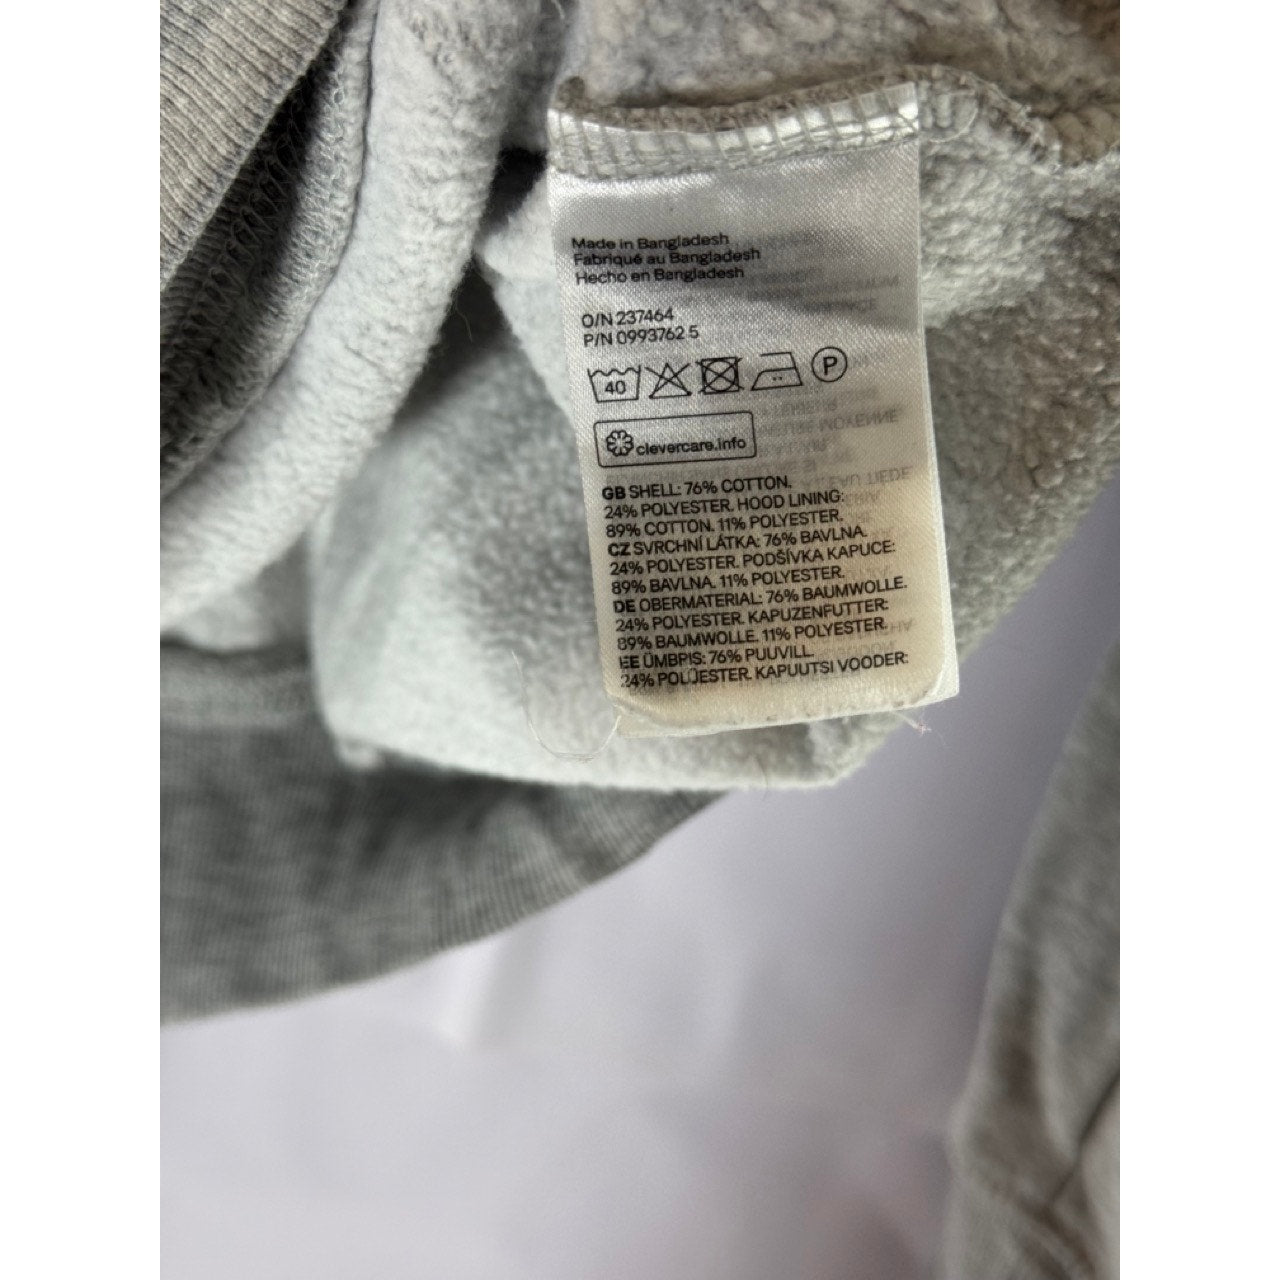 Made in Bangladesh
Fabriqué au Bangladesh
Hecho en Bangladesh
O/N 237464
P/N 0993762 5
40 P
clevercare.info
GB SHELL: 76% COTTON.
24% POLYESTER. HOOD LINING:
89% COTTON. 11% POLYESTER.
CZ SVRCHNÍ LÁTKA: 76% BAVLNA.
24% POLYESTER. PODŠÍVKA KAPUCE:
89% BAVLNA. 11% POLYESTER.
DE OBERMATERIAL: 76% BAUMWOLLE.
24% POLYESTER. KAPUZENFUTTER:
89% BAUMWOLLE. 11% POLYESTER.
EE ÜMBPIS: 76% PUUVILL.
24% POLÜESTER. KAPUUTSI VOODER: